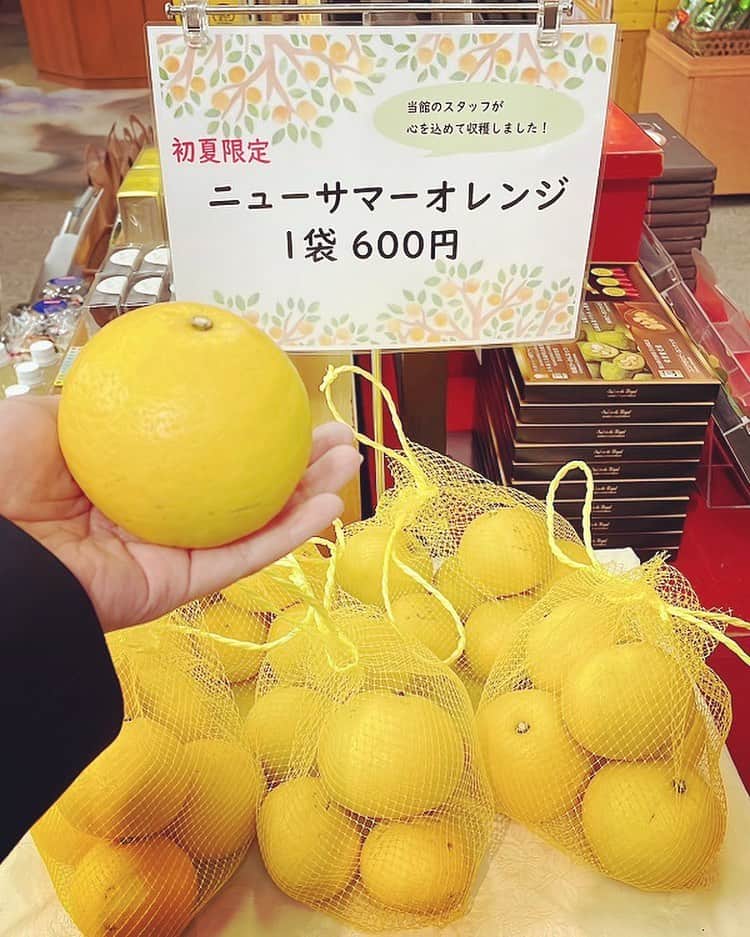 当館のスタッフが
心を込めて収穫しました！
初夏限定
ニューサマーオレンジ
1袋 600円